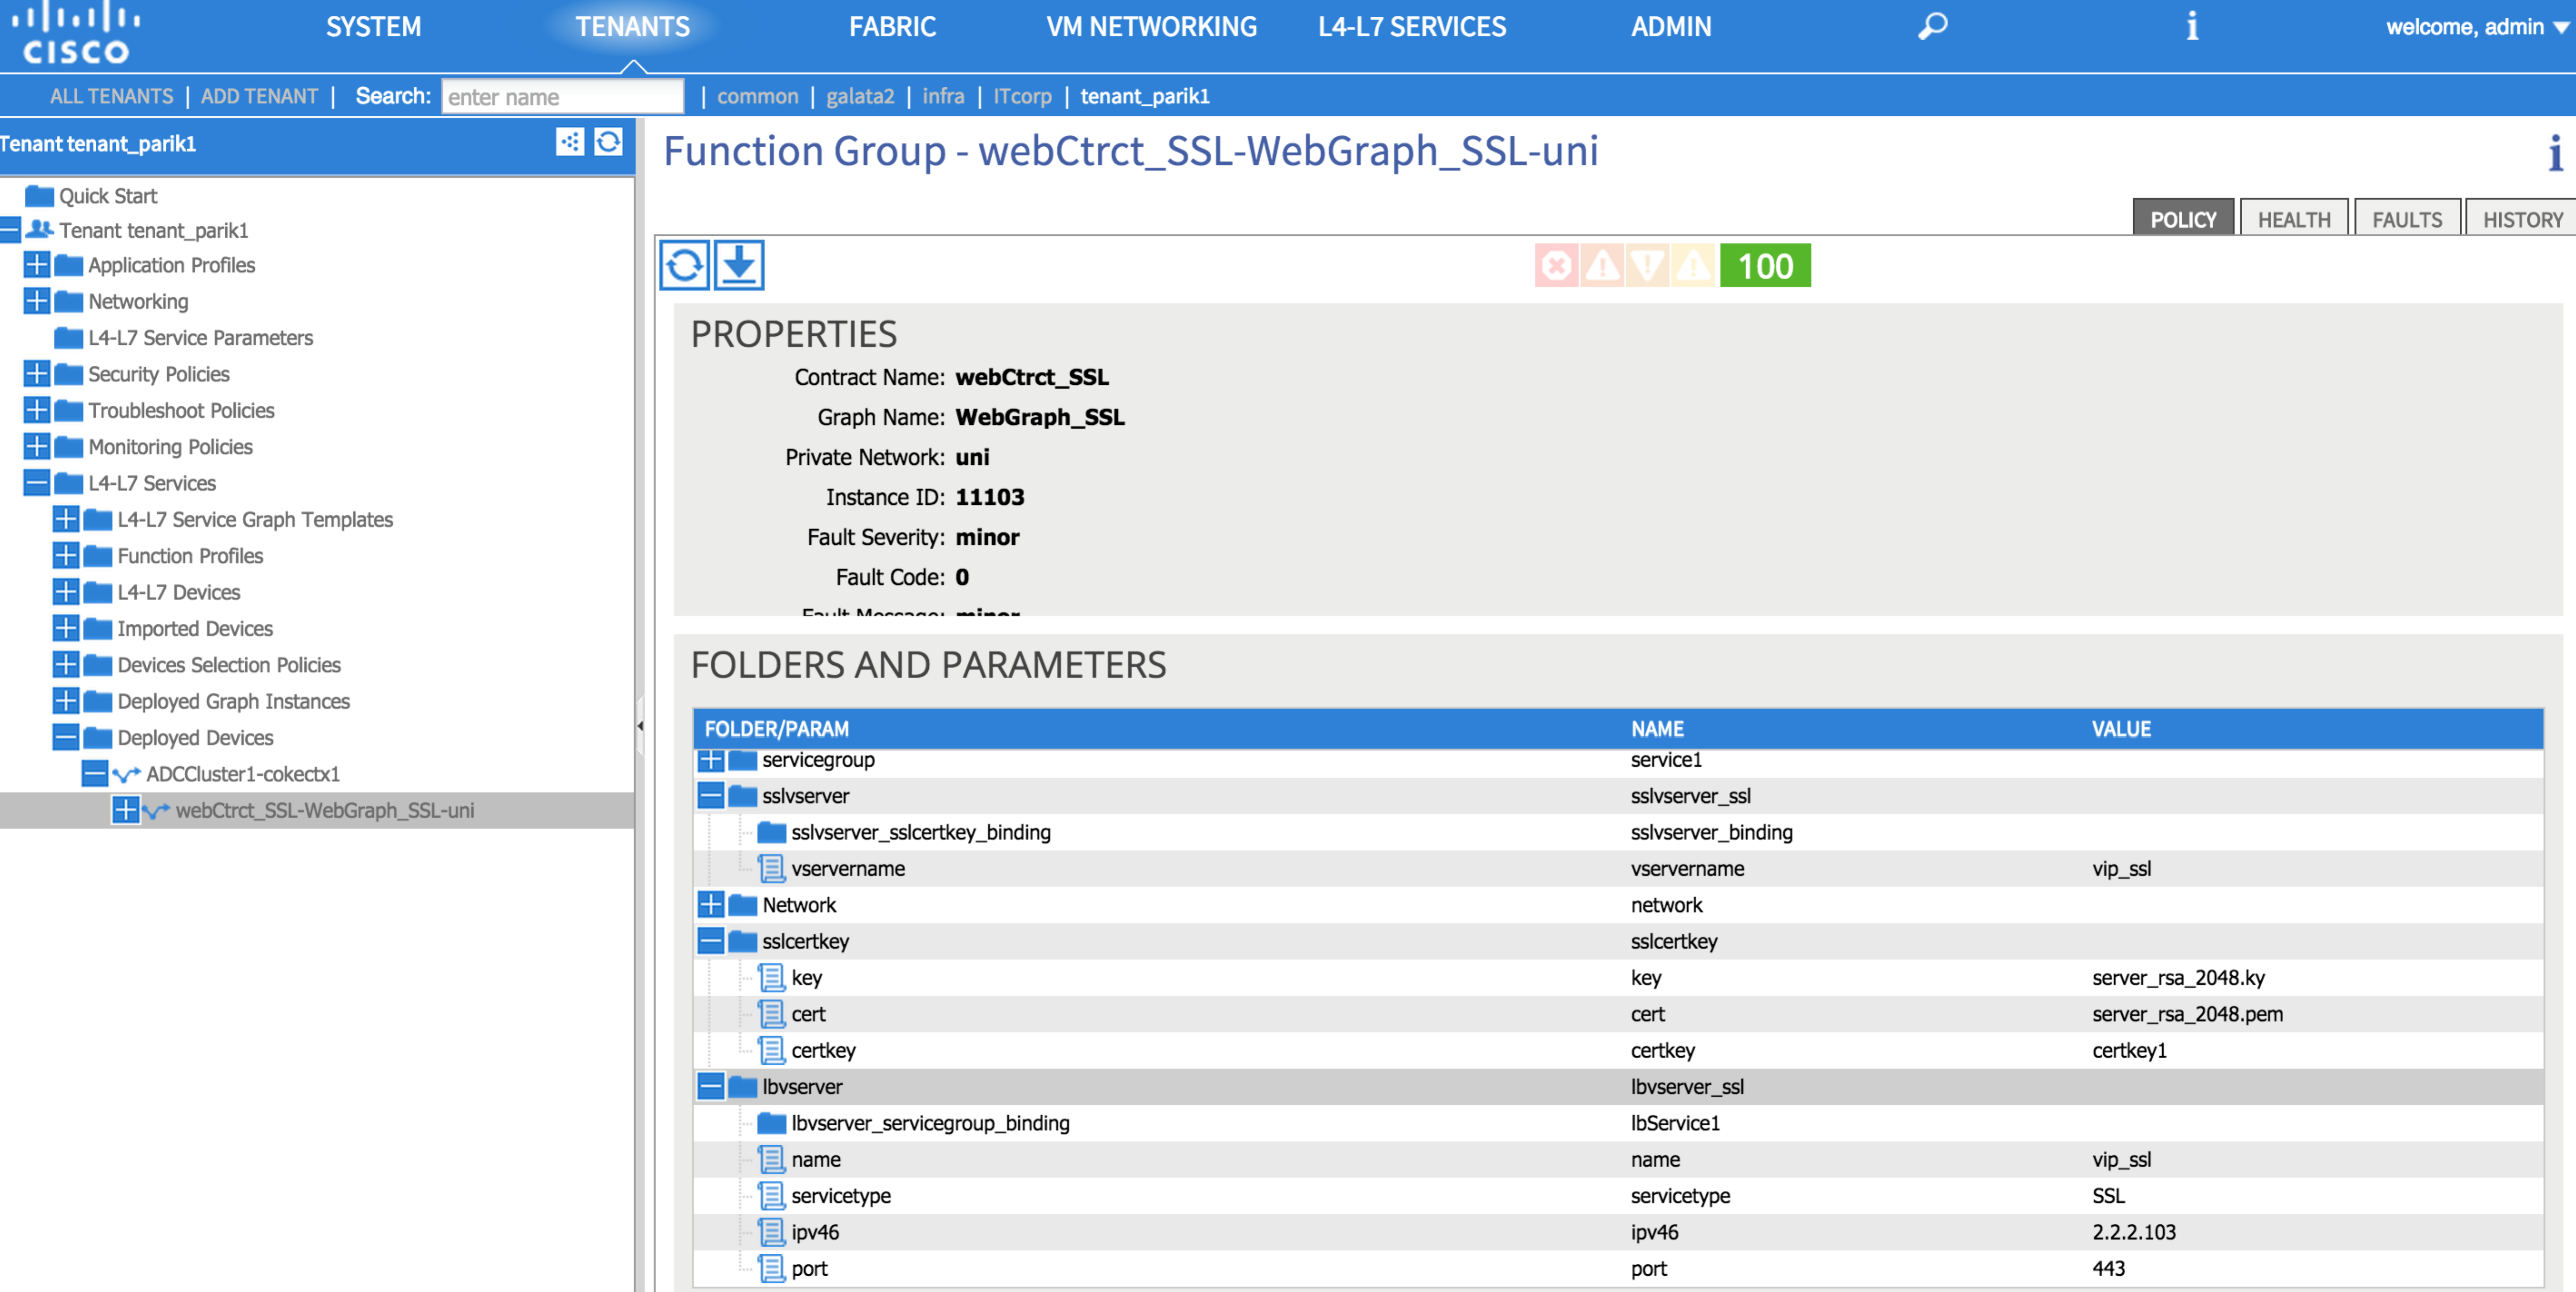 CISCO
SYSTEM TENANTS FABRIC VM NETWORKING L4-L7 SERVICES ADMIN i welcome, admin
ALL TENANTS | ADD TENANT | Search: enter name | common | galata2 | infra | ITcorp | tenant_parik1
Tenant tenant_parik1
Quick Start
Tenant tenant_parik1
Application Profiles
Networking
L4-L7 Service Parameters
Security Policies
Troubleshoot Policies
Monitoring Policies
L4-L7 Services
L4-L7 Service Graph Templates
Function Profiles
L4-L7 Devices
Imported Devices
Devices Selection Policies
Deployed Graph Instances
Deployed Devices
ADCCluster1-cokectx1
webCtrct_SSL-WebGraph_SSL-uni
Function Group - webCtrct_SSL-WebGraph_SSL-uni i
POLICY HEALTH FAULTS HISTORY
100
PROPERTIES
Contract Name: webCtrct_SSL
Graph Name: WebGraph_SSL
Private Network: uni
Instance ID: 11103
Fault Severity: minor
Fault Code: 0
Fault Message: minor
FOLDERS AND PARAMETERS
FOLDER/PARAM NAME VALUE
servicegroup service1
sslvserver sslvserver_ssl
sslvserver_sslcertkey_binding sslvserver_binding
vservername vservername vip_ssl
Network network
sslcertkey sslcertkey
key key server_rsa_2048.ky
cert cert server_rsa_2048.pem
certkey certkey certkey1
lbvserver lbvserver_ssl
lbvserver_servicegroup_binding lbService1
name name vip_ssl
servicetype servicetype SSL
ipv46 ipv46 2.2.2.103
port port 443